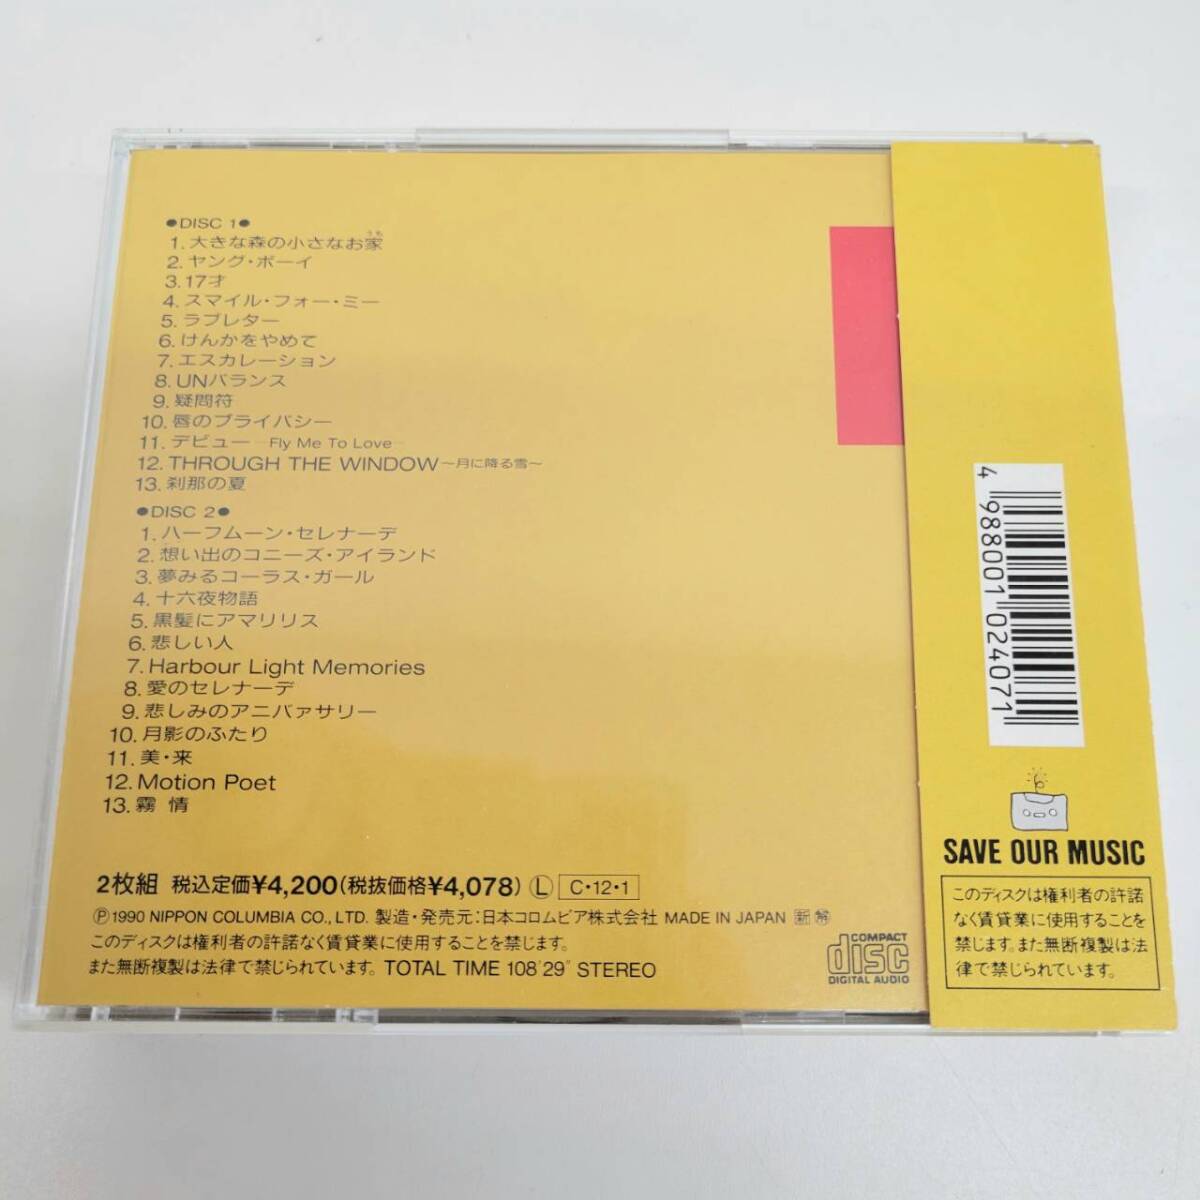 ●DISC 1●
うち
1. 大きな森の小さなお家
2. ヤング・ボーイ
3. 17才
4. スマイル・フォー・ミー
5. ラブレター
6. けんかをやめて
7. エスカレーション
8. UNバランス
9. 疑問符
10. 唇のプライバシー
11. デビュー—Fly Me To Love—
12. THROUGH THE WINDOW～月に降る雪～
13. 刹那の夏
●DISC 2●
1. ハーフムーン・セレナーデ
2. 想い出のコニーズ・アイランド
3. 夢みるコーラス・ガール
4. 十六夜物語
5. 黒髪にアマリリス
6. 悲しい人
7. Harbour Light Memories
8. 愛のセレナーデ
9. 悲しみのアニバァサリー
10. 月影のふたり
11. 美・来
12. Motion Poet
13. 霧 情
2枚組 税込定価¥4,200(税抜価格¥4,078) Ⓛ C・12・1
Ⓟ1990 NIPPON COLUMBIA CO., LTD. 製造・発売元:日本コロムビア株式会社 MADE IN JAPAN
このディスクは権利者の許諾なく賃貸業に使用することを禁じます。
また無断複製は法律で禁じられています。 TOTAL TIME 108'29" STEREO
COMPACT
disc
DIGITAL AUDIO
4 988001 024071
SAVE OUR MUSIC
このディスクは権利者の許諾
なく賃貸業に使用することを
禁じます。また無断複製は法
律で禁じられています。